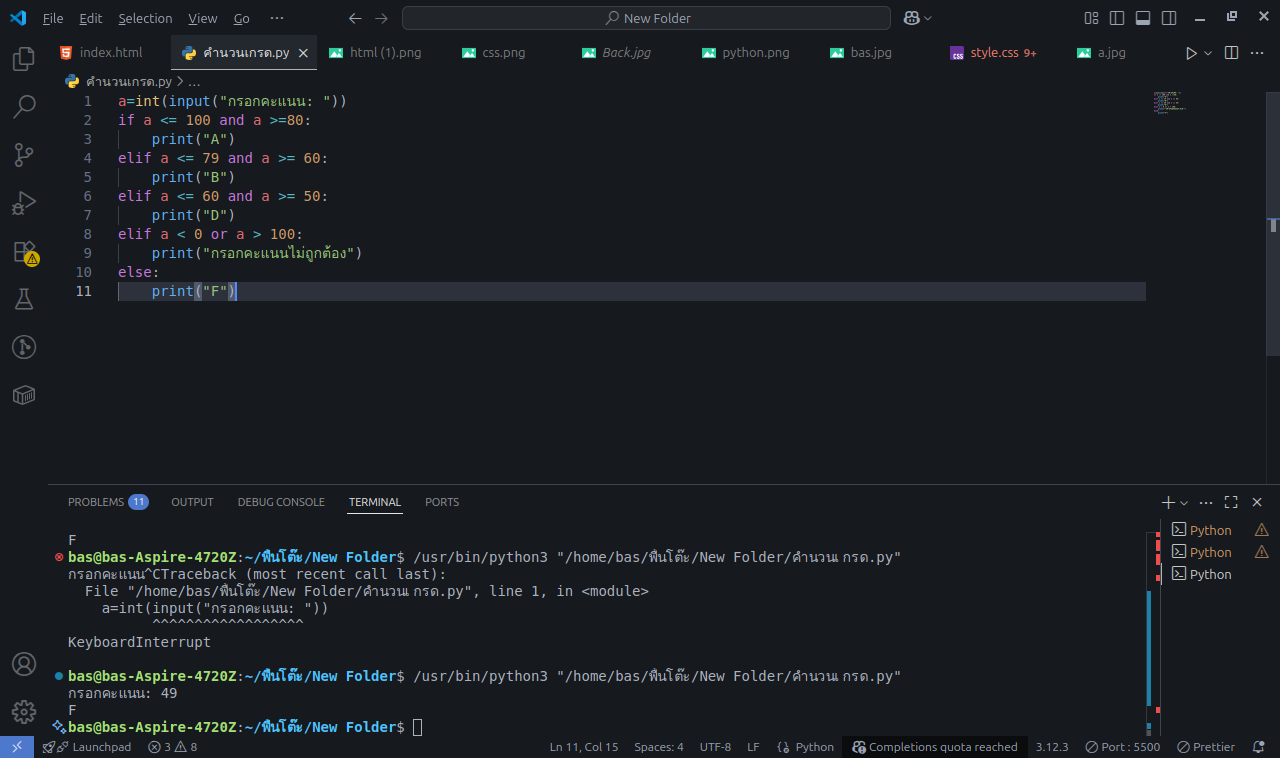 File Edit Selection View Go ··· New Folder
index.html คำนวนเกรด.py html (1).png css.png Back.jpg python.png bas.jpg style.css 9+ a.jpg
คำนวนเกรด.py > ...
1 a=int(input("กรอกคะแนน: "))
2 if a <= 100 and a >=80:
3 print("A")
4 elif a <= 79 and a >= 60:
5 print("B")
6 elif a <= 60 and a >= 50:
7 print("D")
8 elif a < 0 or a > 100:
9 print("กรอกคะแนนไม่ถูกต้อง")
10 else:
11 print("F")
PROBLEMS 11 OUTPUT DEBUG CONSOLE TERMINAL PORTS
F
bas@bas-Aspire-4720Z:~/พื้นโต๊ะ/New Folder$ /usr/bin/python3 "/home/bas/พื้นโต๊ะ/New Folder/คำนวนเกรด.py"
กรอกคะแนน^CTraceback (most recent call last):
File "/home/bas/พื้นโต๊ะ/New Folder/คำนวนเกรด.py", line 1, in <module>
a=int(input("กรอกคะแนน: "))
^^^^^^^^^^^^^^^^^^
KeyboardInterrupt
bas@bas-Aspire-4720Z:~/พื้นโต๊ะ/New Folder$ /usr/bin/python3 "/home/bas/พื้นโต๊ะ/New Folder/คำนวนเกรด.py"
กรอกคะแนน: 49
F
bas@bas-Aspire-4720Z:~/พื้นโต๊ะ/New Folder$
Python
Python
Python
Launchpad 3 8 Ln 11, Col 15 Spaces: 4 UTF-8 LF Python Completions quota reached 3.12.3 Port : 5500 Prettier